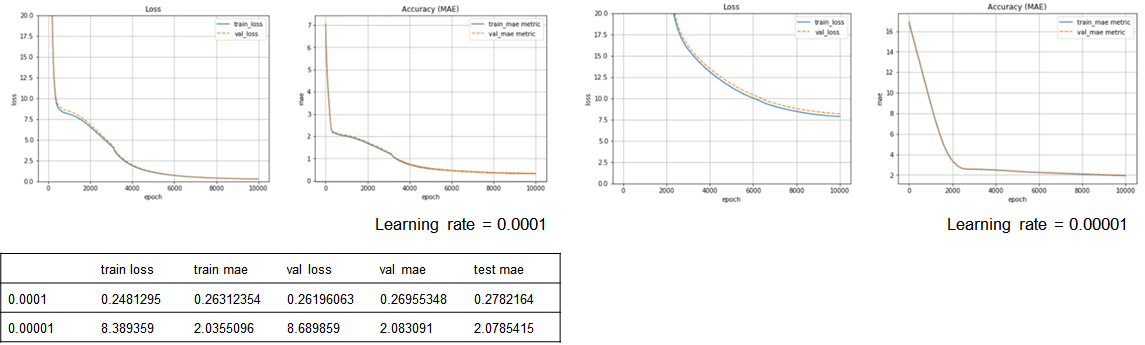 Loss
train_loss
val_loss
20.0
17.5
15.0
12.5
10.0
7.5
5.0
2.5
0.0
loss
0
2000
4000
6000
8000
10000
epoch
Accuracy (MAE)
train_mae metric
val_mae metric
7
6
5
4
3
2
1
0
mae
0
2000
4000
6000
8000
10000
epoch
Learning rate = 0.0001
Loss
train_loss
val_loss
20.0
17.5
15.0
12.5
10.0
7.5
5.0
2.5
0.0
loss
0
2000
4000
6000
8000
10000
epoch
Accuracy (MAE)
train_mae metric
val_mae metric
16
14
12
10
8
6
4
2
mae
0
2000
4000
6000
8000
10000
epoch
Learning rate = 0.00001
train loss train mae val loss val mae test mae
0.0001 0.2481295 0.26312354 0.26196063 0.26955348 0.2782164
0.00001 8.389359 2.0355096 8.689859 2.083091 2.0785415